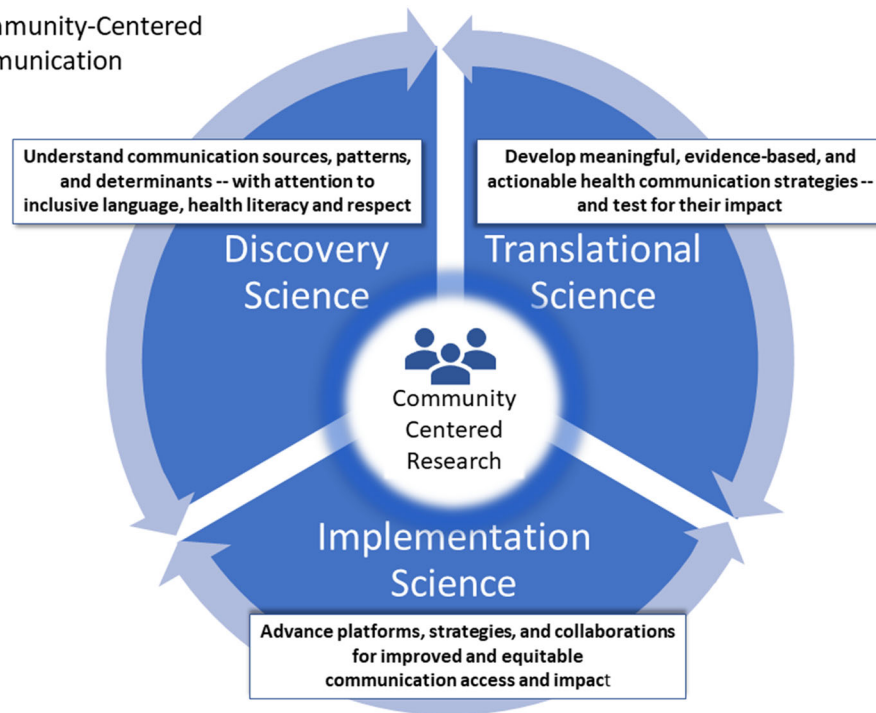 mmunity-Centered
munication
Understand communication sources, patterns,
and determinants -- with attention to
inclusive language, health literacy and respect
Develop meaningful, evidence-based, and
actionable health communication strategies --
and test for their impact
Discovery
Science
Translational
Science
Community
Centered
Research
Implementation
Science
Advance platforms, strategies, and collaborations
for improved and equitable
communication access and impact